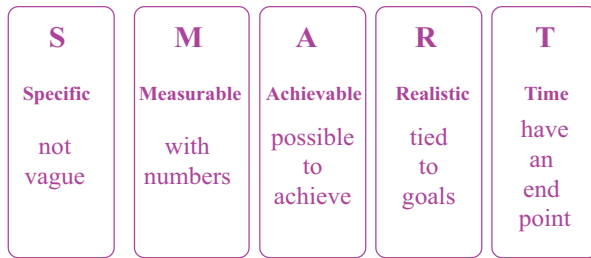 S
Specific
not
vague
M
Measurable
with
numbers
A
Achievable
possible
to
achieve
R
Realistic
tied
to
goals
T
Time
have
an
end
point